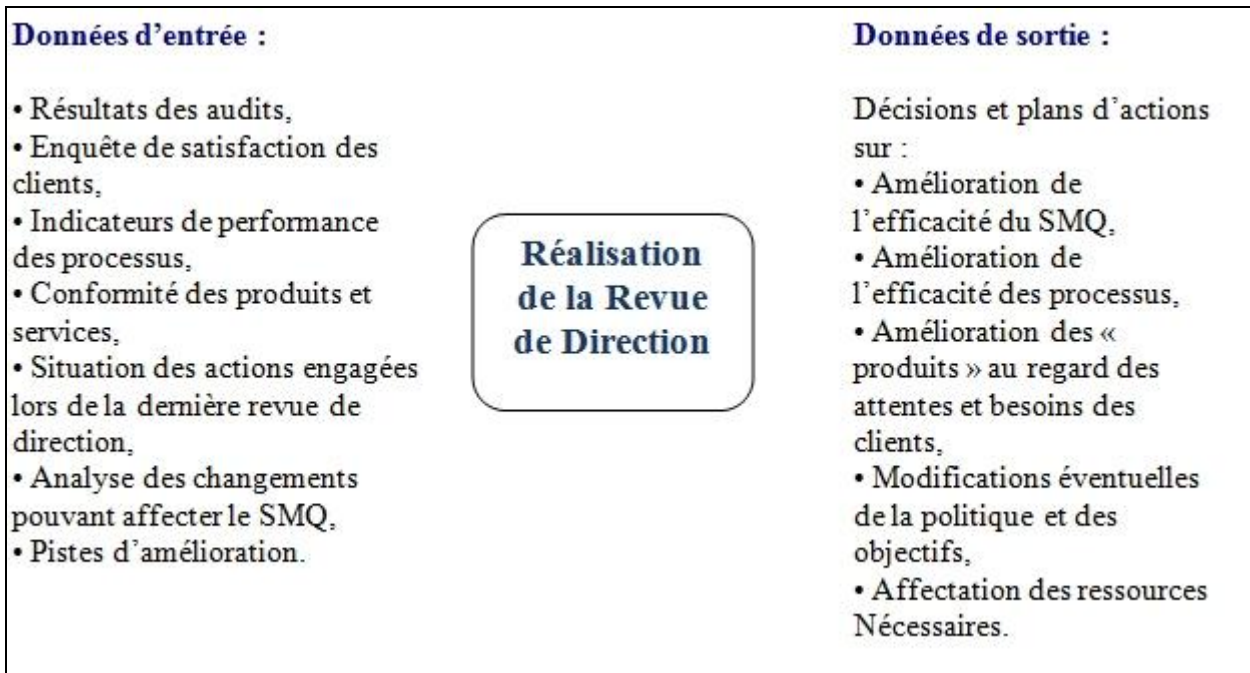 Données d’entrée :
• Résultats des audits,
• Enquête de satisfaction des
clients,
• Indicateurs de performance
des processus,
• Conformité des produits et
services,
• Situation des actions engagées
lors de la dernière revue de
direction,
• Analyse des changements
pouvant affecter le SMQ,
• Pistes d’amélioration.
Réalisation
de la Revue
de Direction
Données de sortie :
Décisions et plans d’actions
sur :
• Amélioration de
l’efficacité du SMQ,
• Amélioration de
l’efficacité des processus,
• Amélioration des «
produits » au regard des
attentes et besoins des
clients,
• Modifications éventuelles
de la politique et des
objectifs,
• Affectation des ressources
Nécessaires.